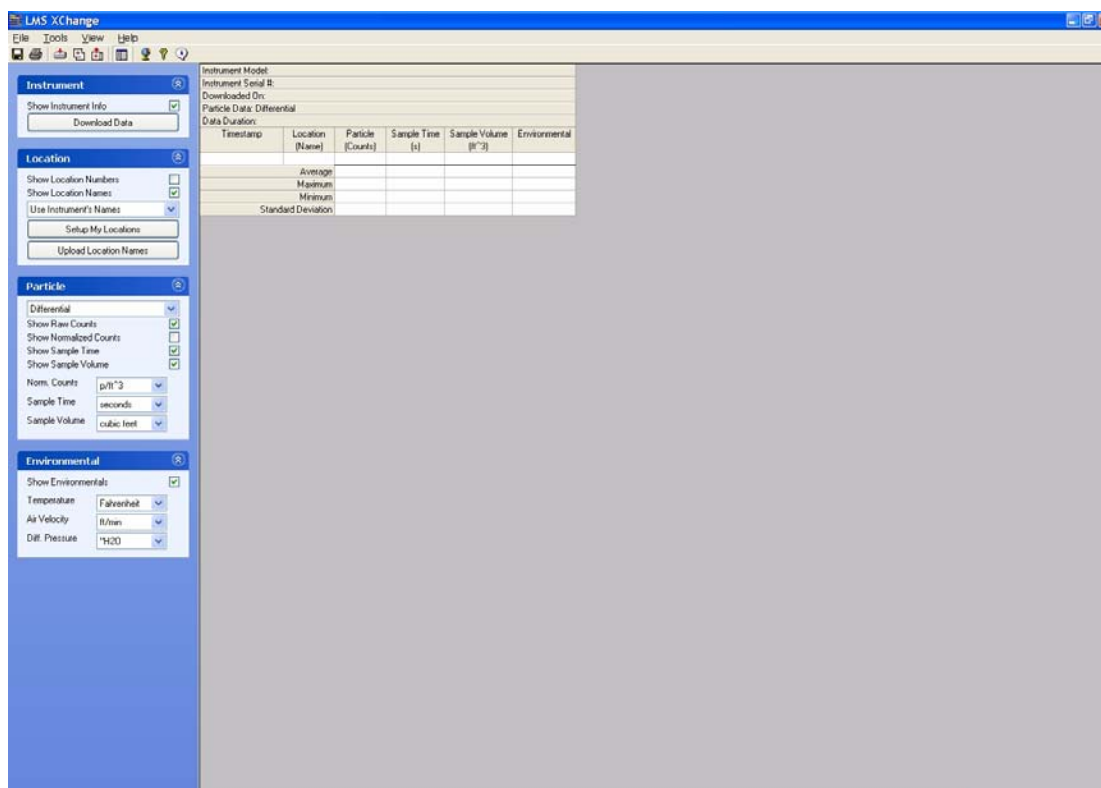 LMS XChange
File Tools View Help
Instrument
Show Instrument Info
Download Data
Location
Show Location Numbers
Show Location Names
Use Instrument's Names
Setup My Locations
Upload Location Names
Particle
Differential
Show Raw Counts
Show Normalized Counts
Show Sample Time
Show Sample Volume
Norm. Counts p/ft^3
Sample Time seconds
Sample Volume cubic feet
Environmental
Show Environmentals
Temperature Fahrenheit
Air Velocity ft/min
Diff. Pressure "H20
Instrument Model:
Instrument Serial #:
Downloaded On:
Particle Data: Differential
Data Duration:
Timestamp Location Particle Sample Time Sample Volume Environmental
(Name) (Counts) (s) (ft^3)
Average
Maximum
Minimum
Standard Deviation